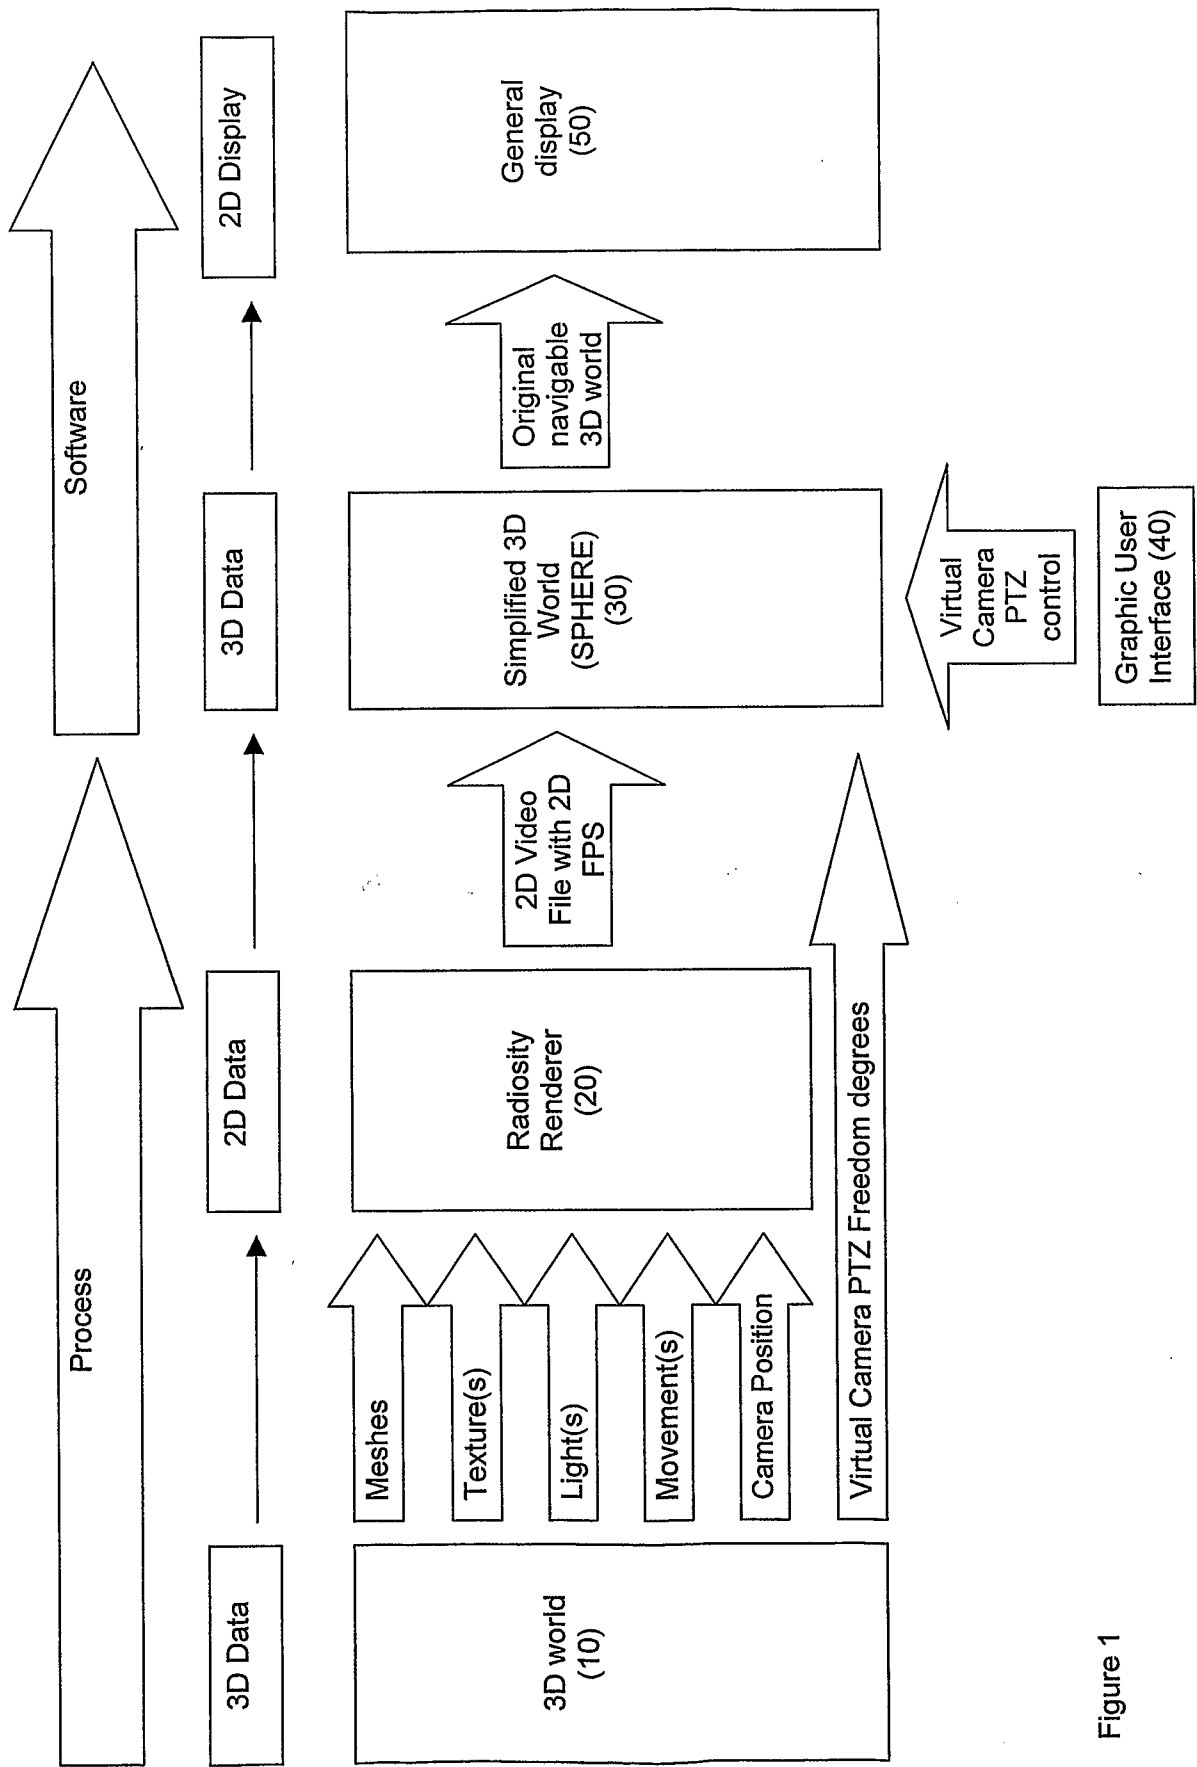 Process
Software
3D Data
2D Data
3D Data
2D Display
3D world
(10)
Meshes
Texture(s)
Light(s)
Movement(s)
Camera Position
Virtual Camera PTZ Freedom degrees
Radiosity
Renderer
(20)
2D Video
File with 2D
FPS
Simplified 3D
World
(SPHERE)
(30)
Original
navigable
3D world
General
display
(50)
Virtual
Camera
PTZ
control
Graphic User
Interface (40)
Figure 1